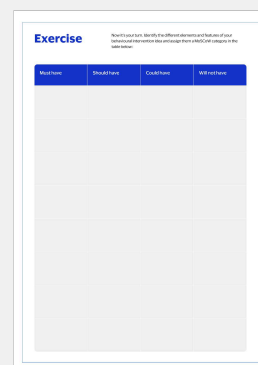 Exercise
Now it's your turn. Identify the different elements and features of your
behavioural intervention idea and assign them a MoSCoW category in the
table below:
Must have Should have Could have Will not have